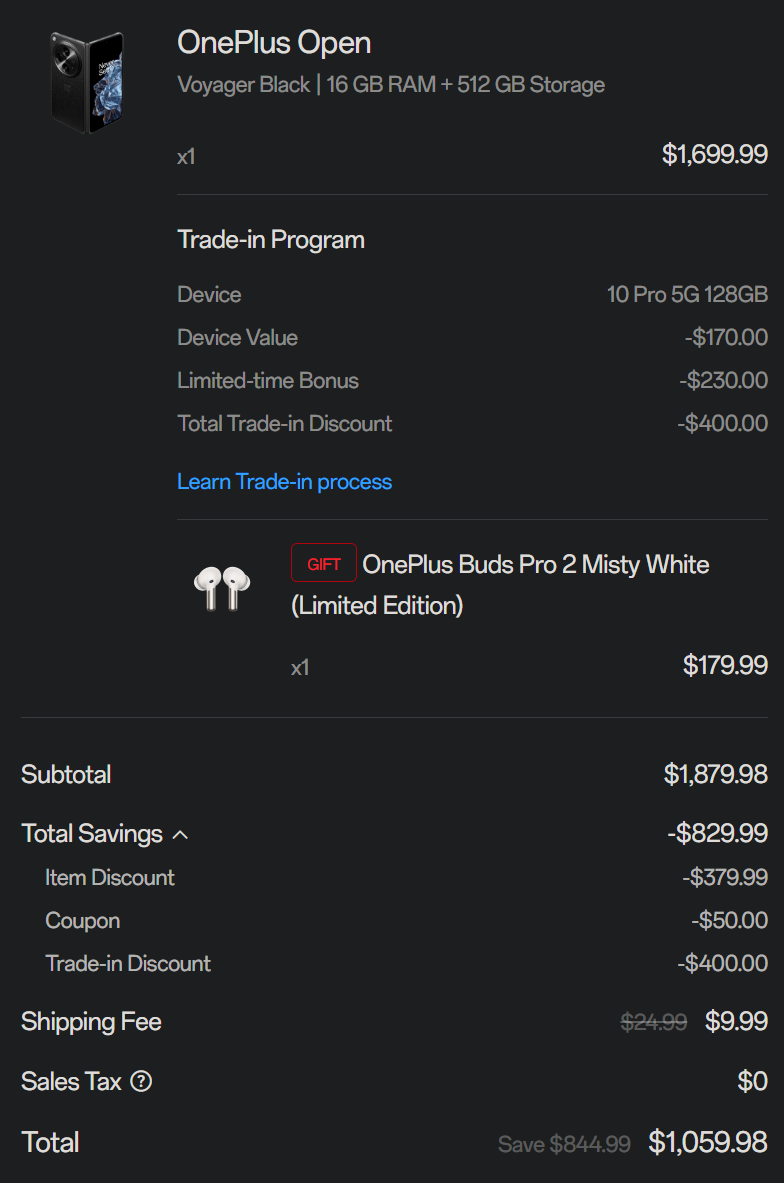 OnePlus Open
Voyager Black | 16 GB RAM + 512 GB Storage
x1 $1,699.99
Trade-in Program
Device 10 Pro 5G 128GB
Device Value -$170.00
Limited-time Bonus -$230.00
Total Trade-in Discount -$400.00
Learn Trade-in process
GIFT OnePlus Buds Pro 2 Misty White
(Limited Edition)
x1 $179.99
Subtotal $1,879.98
Total Savings -$829.99
Item Discount -$379.99
Coupon -$50.00
Trade-in Discount -$400.00
Shipping Fee $24.99 $9.99
Sales Tax ? $0
Total Save $844.99 $1,059.98